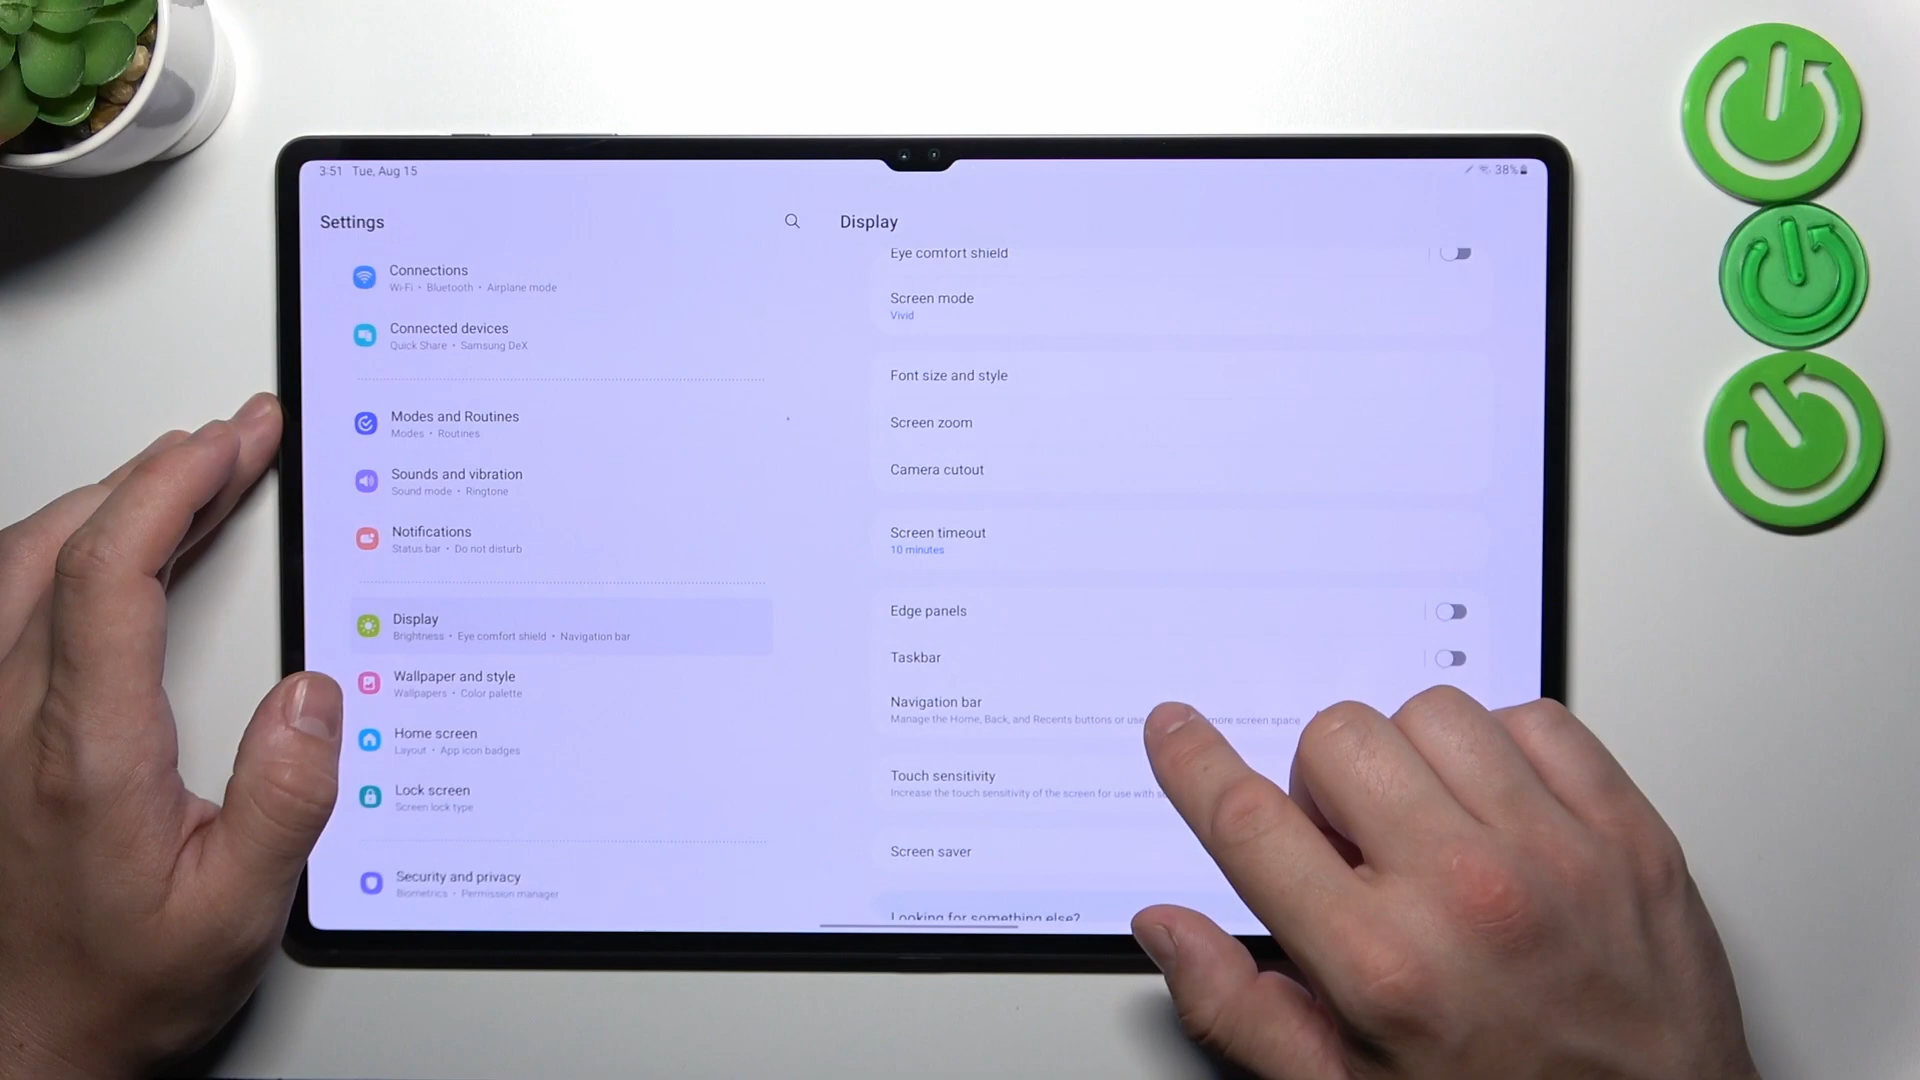 3:51 Tue, Aug 15
38%
Settings
Connections
Wi-Fi • Bluetooth • Airplane mode
Connected devices
Quick Share • Samsung DeX
Modes and Routines
Modes • Routines
Sounds and vibration
Sound mode • Ringtone
Notifications
Status bar • Do not disturb
Display
Brightness • Eye comfort shield • Navigation bar
Wallpaper and style
Wallpapers • Color palette
Home screen
Layout • App icon badges
Lock screen
Screen lock type
Security and privacy
Biometrics • Permission manager
Display
Eye comfort shield
Screen mode
Vivid
Font size and style
Screen zoom
Camera cutout
Screen timeout
10 minutes
Edge panels
Taskbar
Navigation bar
Manage the Home, Back, and Recents buttons or use more screen space
Touch sensitivity
Increase the touch sensitivity of the screen for use with
Screen saver
Looking for something else?